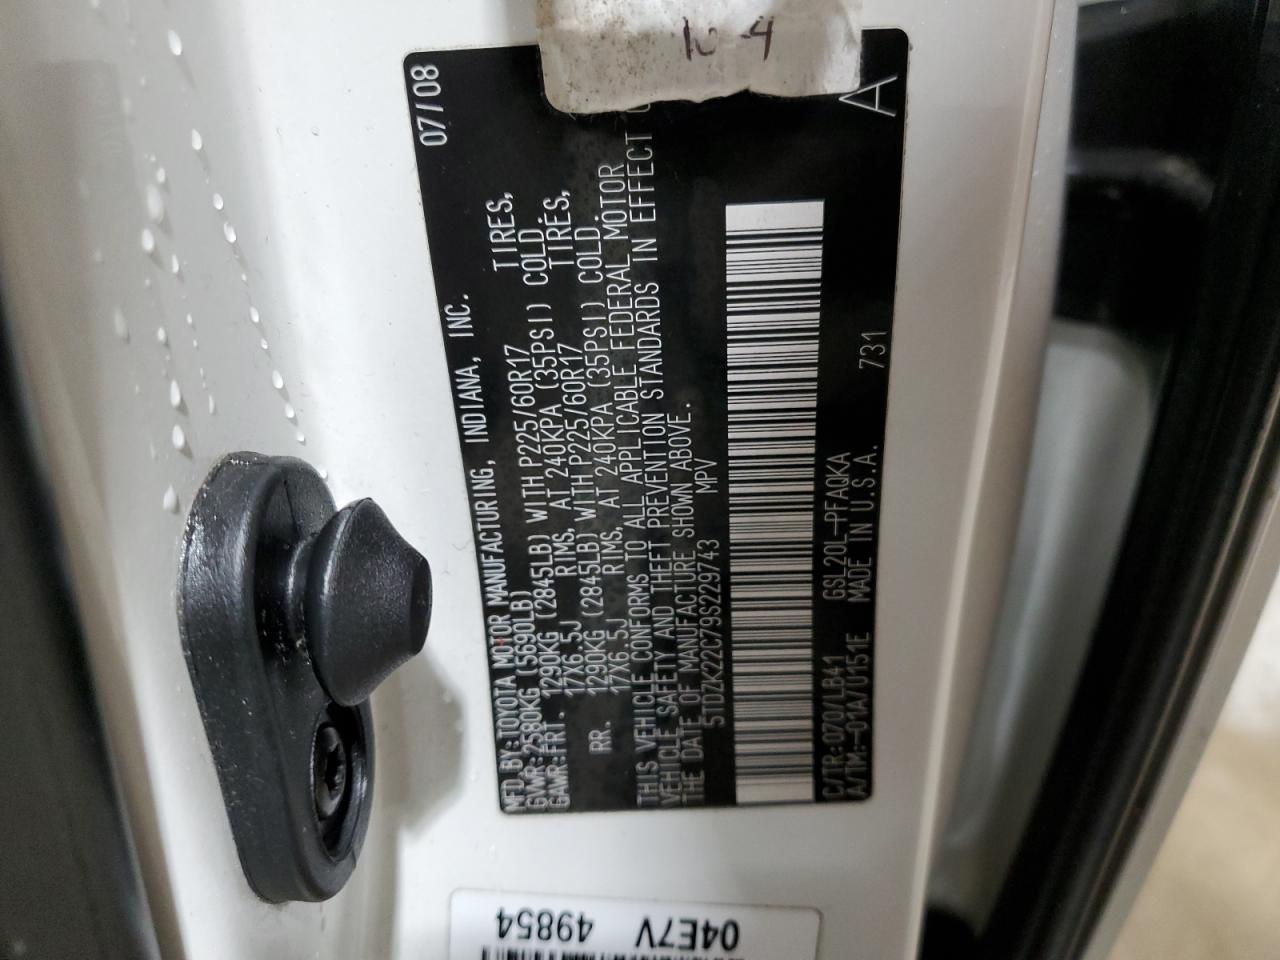 10-4
MFD.BY:TOYOTA MOTOR MANUFACTURING, INDIANA, INC. 07/08
GVWR:2580KG (5690LB)
GAWR:FRT. 1290KG (2845LB) WTH P225/60R17 TIRES,
17X6.5J RIMS, AT 240KPA (35PSI) COLD.
RR. 1290KG (2845LB) WTH P225/60R17 TIRES,
17X6.5J RIMS, AT 240KPA (35PSI) COLD.
THIS VEHICLE CONFORMS TO ALL APPLICABLE FEDERAL MOTOR
VEHICLE SAFETY AND THEFT PREVENTION STANDARDS IN EFFECT
THE DATE OF MANUFACTURE SHOWN ABOVE.
5TDZK22C79S229743 MPV
C/TR:070/LB41 GSL20L-PFAQKA
A/TM:-01A/U151E MADE IN U.S.A. 731 A
04E7V 49854